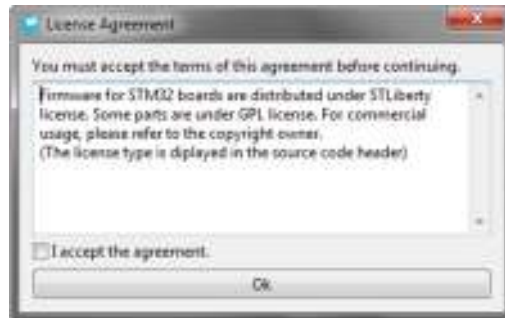 License Agreement
You must accept the terms of this agreement before continuing.
Firmware for STM32 boards are distributed under STLiberty
license. Some parts are under GPL license. For commercial
usage, please refer to the copyright owner.
(The license type is diplayed in the source code header)
I accept the agreement.
Ok